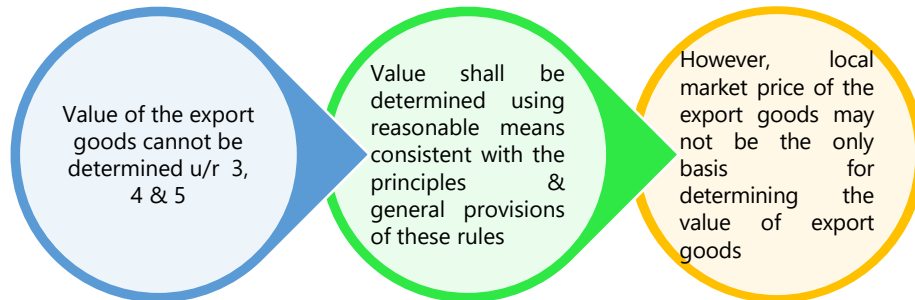 Value of the export
goods cannot be
determined u/r 3,
4 & 5
Value shall be
determined using
reasonable means
consistent with the
principles &
general provisions
of these rules
However, local
market price of the
export goods may
not be the only
basis for
determining the
value of export
goods